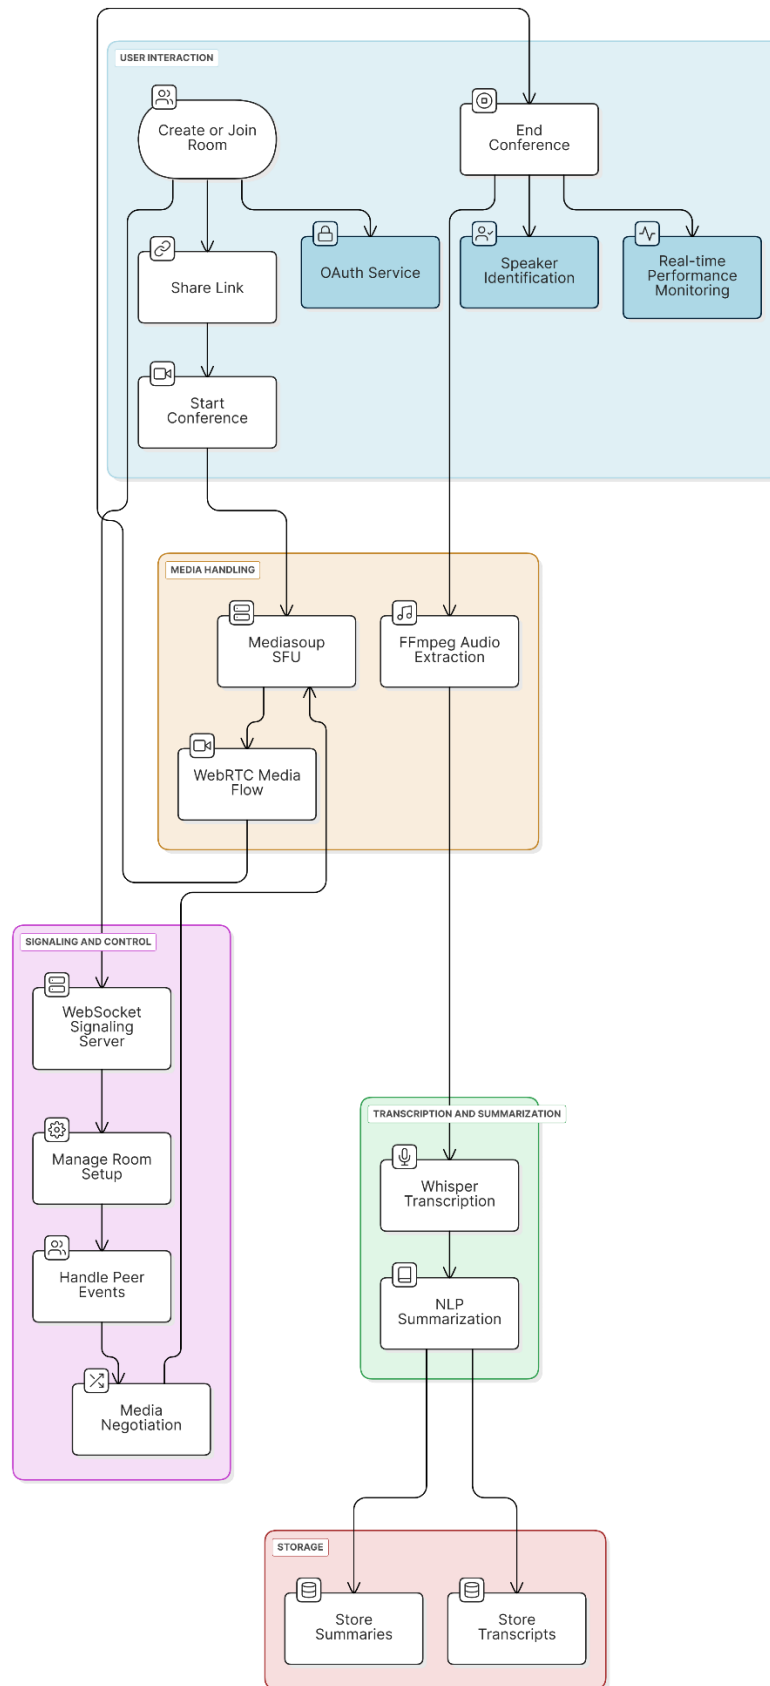 USER INTERACTION
Create or Join
Room
End
Conference
Share Link
OAuth Service
Speaker
Identification
Real-time
Performance
Monitoring
Start
Conference
MEDIA HANDLING
Mediasoup
SFU
FFmpeg Audio
Extraction
WebRTC Media
Flow
SIGNALING AND CONTROL
WebSocket
Signaling
Server
Manage Room
Setup
Handle Peer
Events
Media
Negotiation
TRANSCRIPTION AND SUMMARIZATION
Whisper
Transcription
NLP
Summarization
STORAGE
Store
Summaries
Store
Transcripts